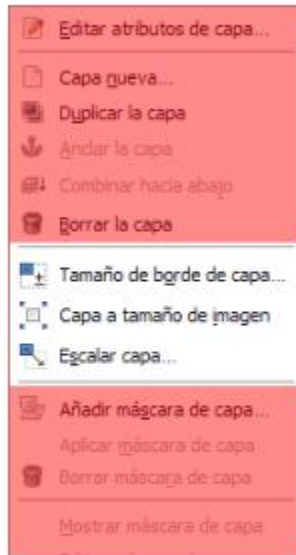 Editar atributos de capa...
Capa nueva...
Duplicar la capa
Anclar la capa
Combinar hacia abajo
Borrar la capa
Tamaño de borde de capa...
Capa a tamaño de imagen
Escalar capa...
Añadir máscara de capa...
Aplicar máscara de capa
Borrar máscara de capa
Mostrar máscara de capa